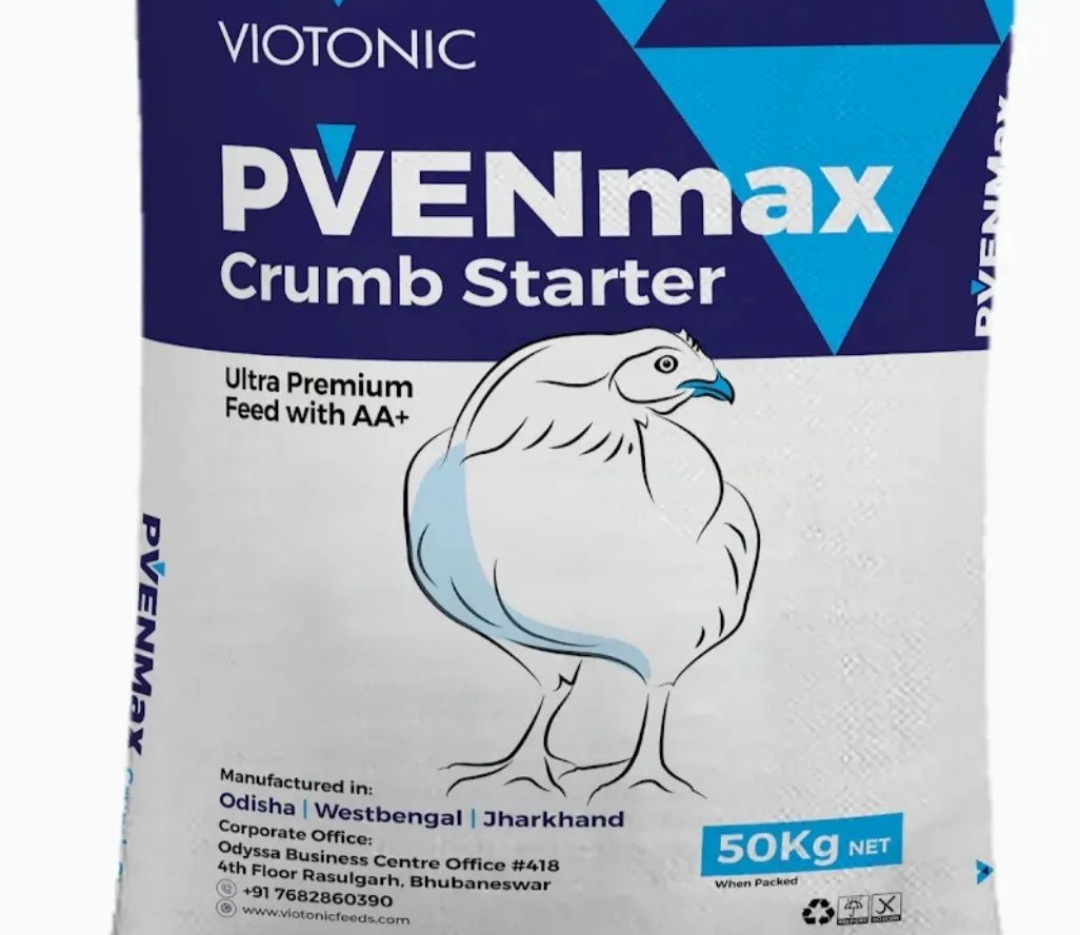 VIOTONIC
PVENmax
Crumb Starter
Ultra Premium
Feed with AA+
PVENMax
PVENMax
Manufactured in:
Odisha | Westbengal | Jharkhand
Corporate Office:
Odyssa Business Centre Office #418
4th Floor Rasulgarh, Bhubaneswar
+91 7682860390
www.viotonicfeeds.com
50Kg NET
When Packed